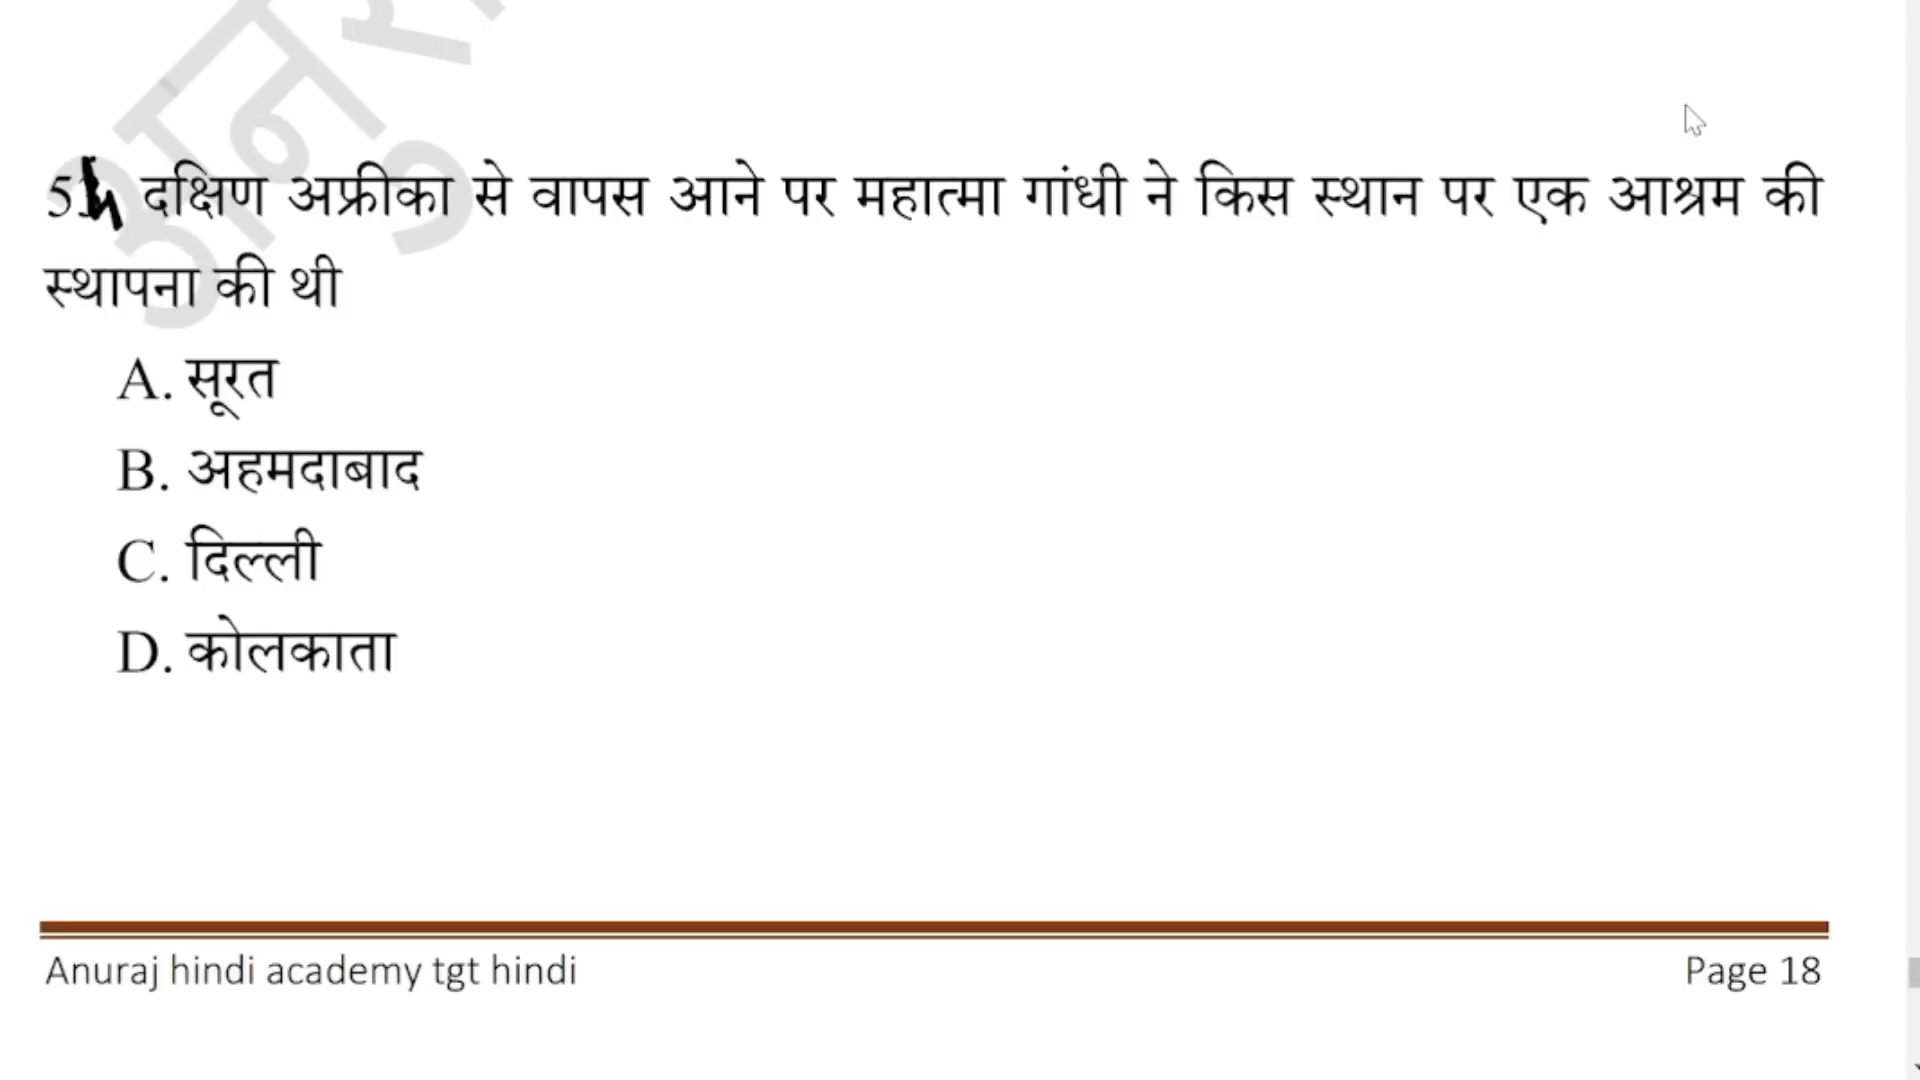 दक्षिण अफ्रीका से वापस आने पर महात्मा गांधी ने किस स्थान पर एक आश्रम की
स्थापना की थी
A. सूरत
B. अहमदाबाद
C. दिल्ली
D. कोलकाता
Anuraj hindi academy tgt hindi
Page 18